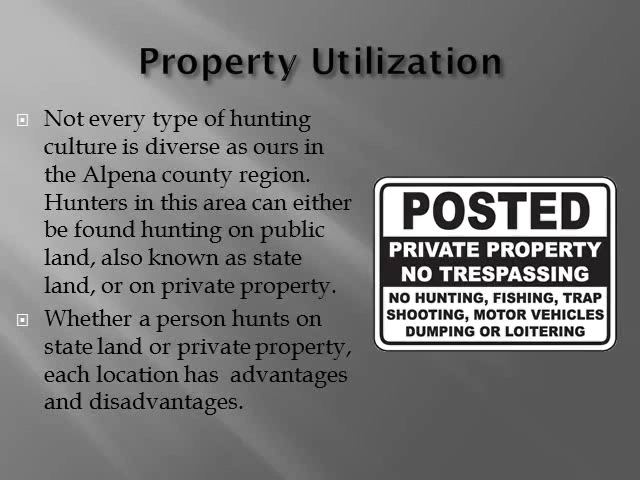 Property Utilization
Not every type of hunting
culture is diverse as ours in
the Alpena county region.
Hunters in this area can either
be found hunting on public
land, also known as state
land, or on private property.
Whether a person hunts on
state land or private property,
each location has  advantages
and disadvantages.
POSTED
PRIVATE PROPERTY
NO TRESPASSING
NO HUNTING, FISHING, TRAP
SHOOTING, MOTOR VEHICLES
DUMPING OR LOITERING